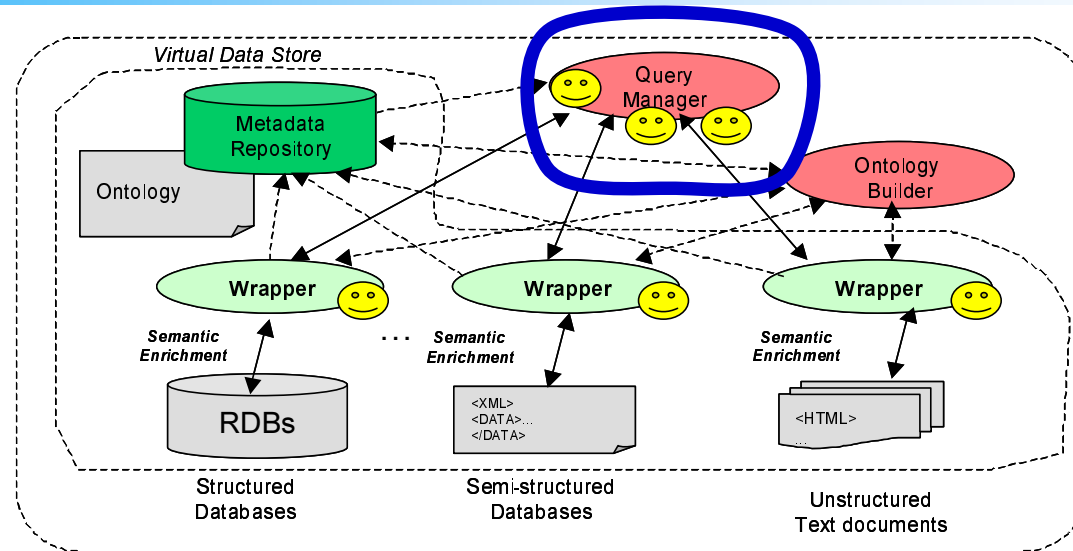 Virtual Data Store
Query
Manager
Metadata
Repository
Ontology
Ontology
Builder
Wrapper
Wrapper
Wrapper
Semantic
Enrichment
...
Semantic
Enrichment
Semantic
Enrichment
RDBs
<XML>
<DATA>...
</DATA>
<HTML>
...
Structured
Databases
Semi-structured
Databases
Unstructured
Text documents